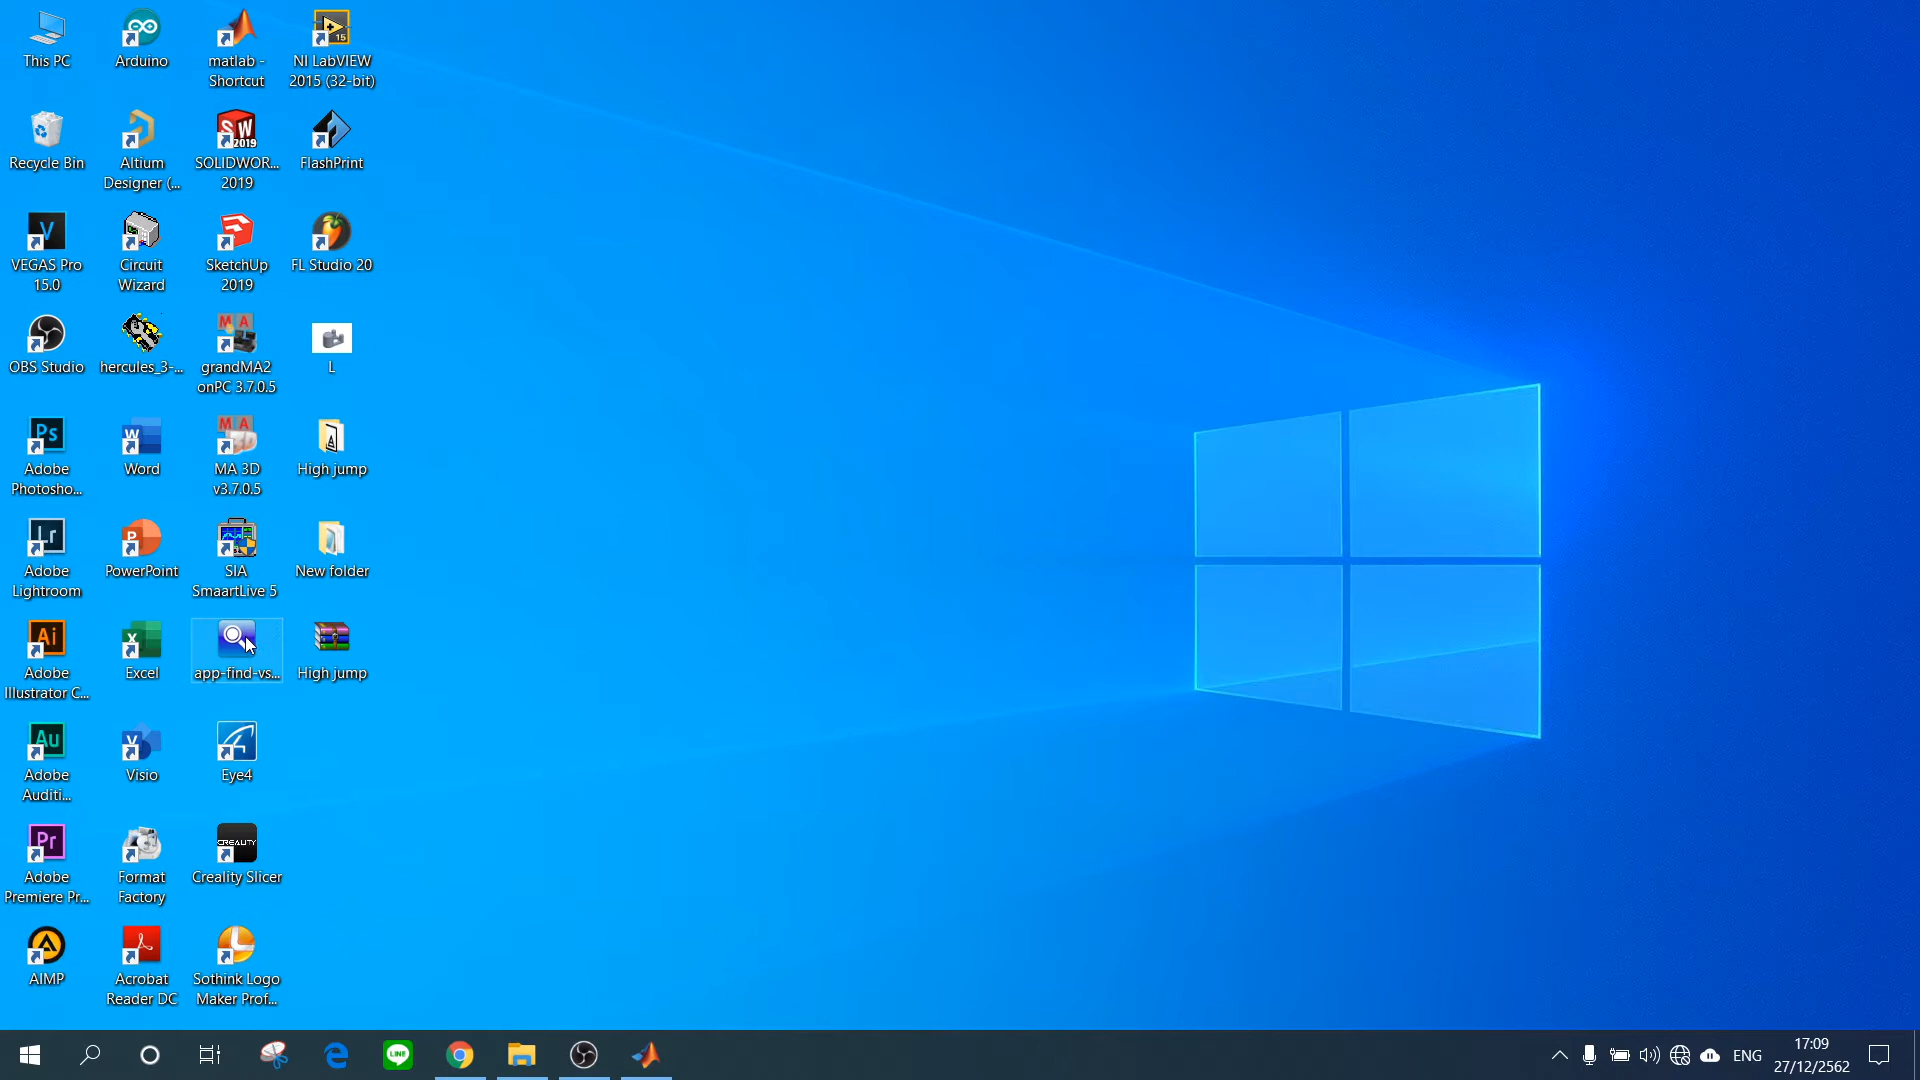 This PC
Arduino
matlab -
Shortcut
NI LabVIEW
2015 (32-bit)
Recycle Bin
Altium
Designer (...
SOLIDWOR...
2019
FlashPrint
VEGAS Pro
15.0
Circuit
Wizard
SketchUp
2019
FL Studio 20
OBS Studio
hercules_3-...
grandMA2
onPC 3.7.0.5
L
Adobe
Photosho...
Word
MA 3D
v3.7.0.5
High jump
Adobe
Lightroom
PowerPoint
SIA
SmaartLive 5
New folder
Adobe
Illustrator C...
Excel
app-find-vs...
High jump
Adobe
Auditi...
Visio
Eye4
Adobe
Premiere Pr...
Format
Factory
CREALITY
Creality Slicer
AIMP
Acrobat
Reader DC
Sothink Logo
Maker Prof...
LINE
ENG
17:09
27/12/2562